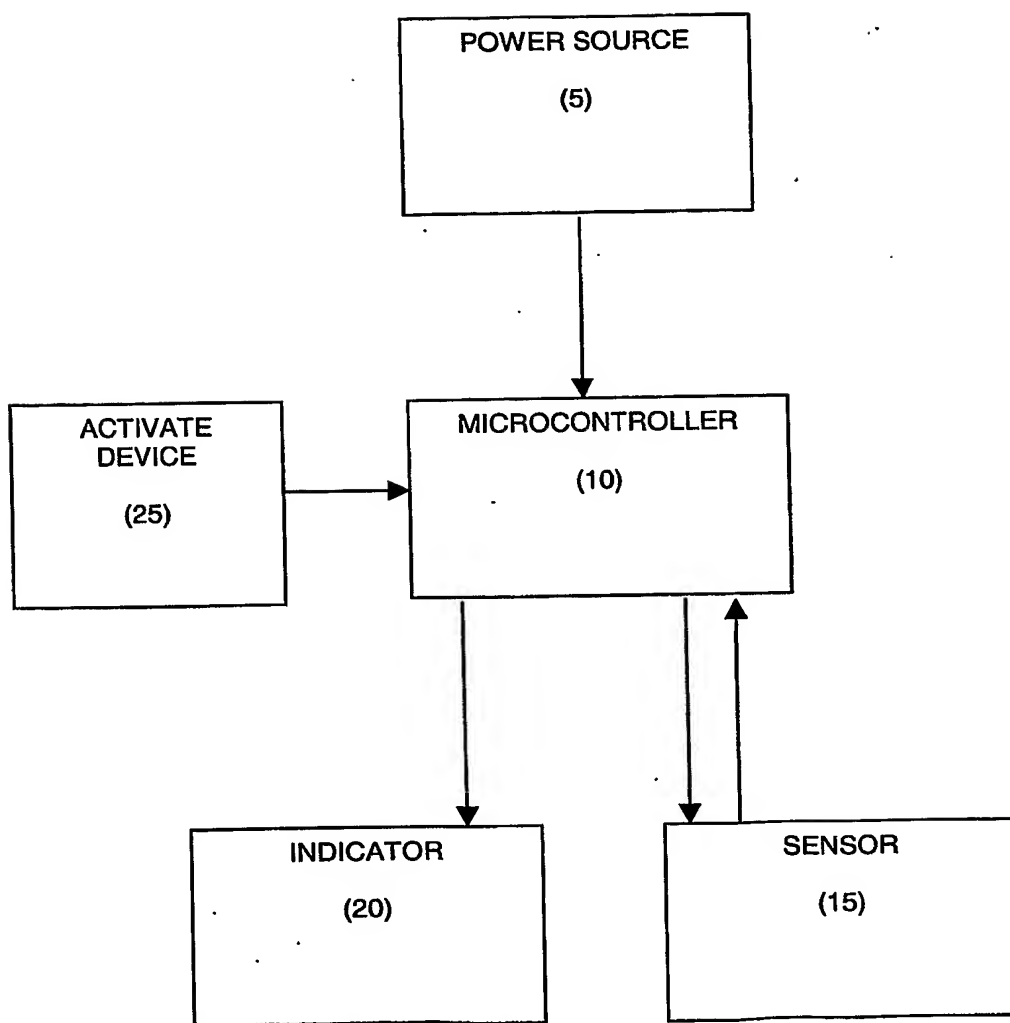 POWER SOURCE
(5)
ACTIVATE
DEVICE
(25)
MICROCONTROLLER
(10)
INDICATOR
(20)
SENSOR
(15)